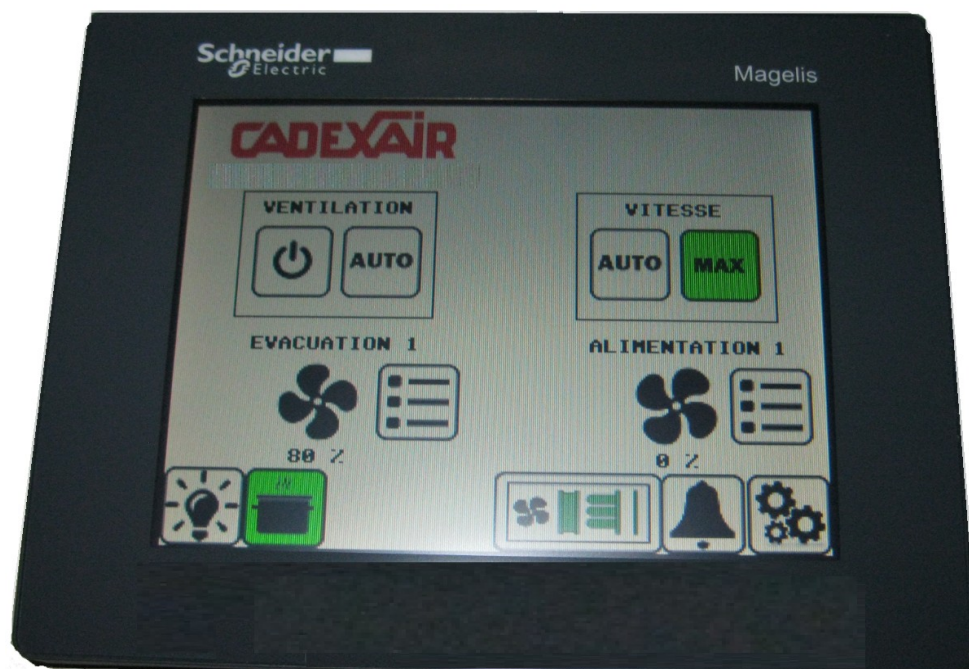 Schneider
Electric
Magelis
CADEXAIR
VENTILATION
AUTO
VITESSE
AUTO
MAX
EVACUATION 1
80 %
ALIMENTATION 1
0 %